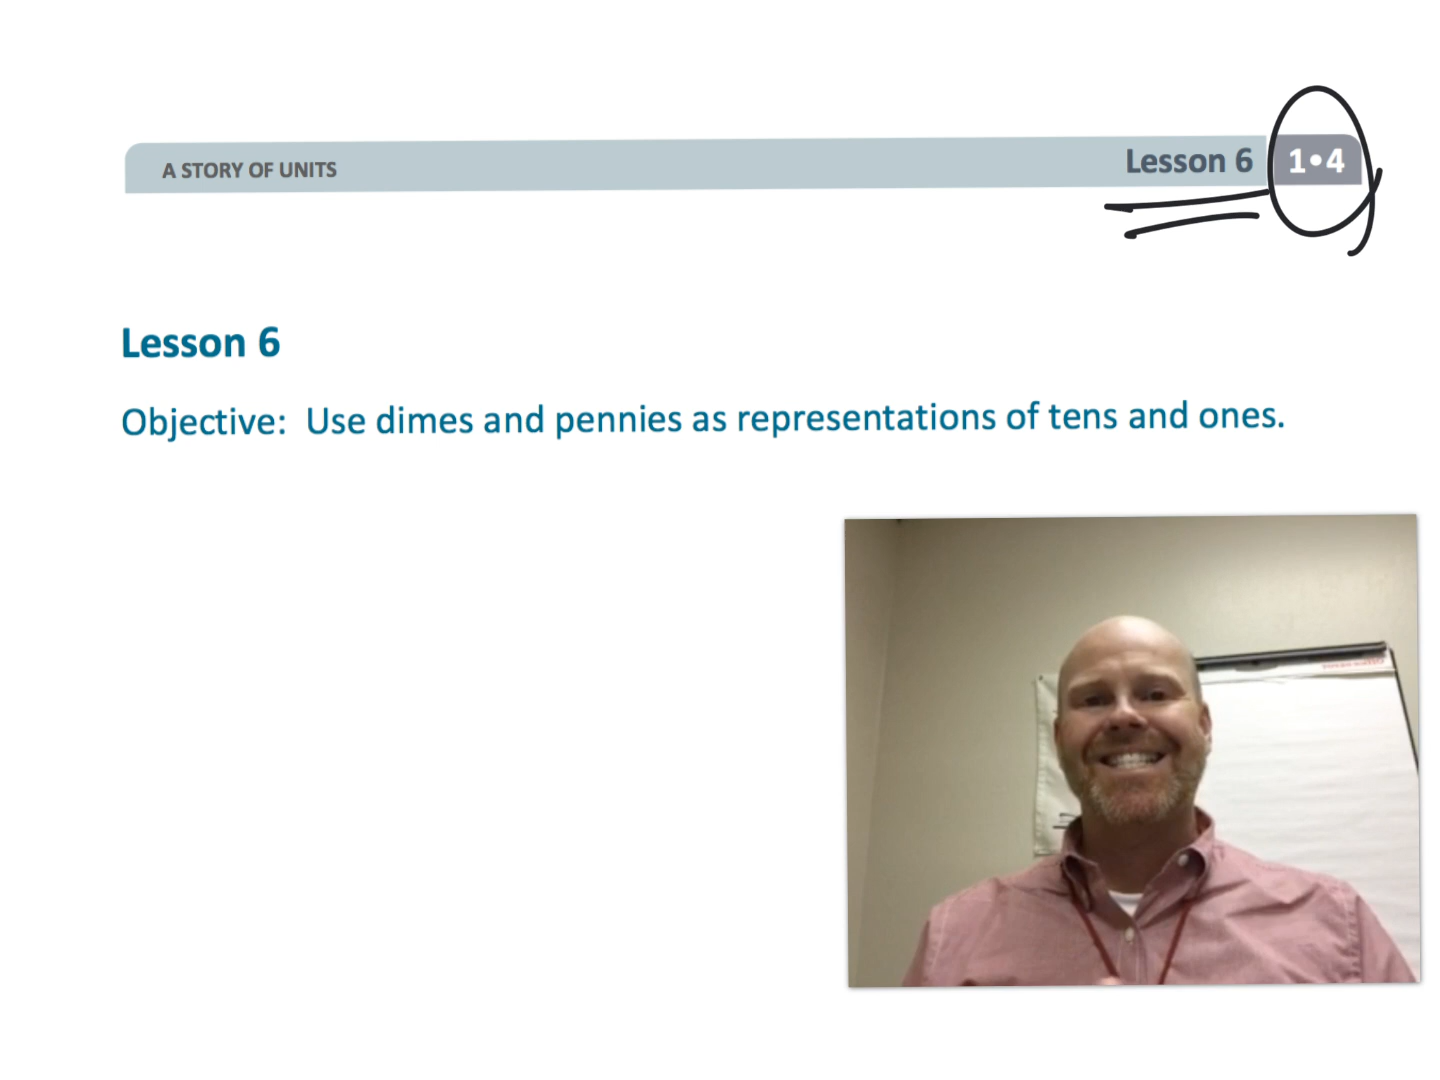 A STORY OF UNITS
Lesson 6
1•4
Lesson 6
Objective: Use dimes and pennies as representations of tens and ones.